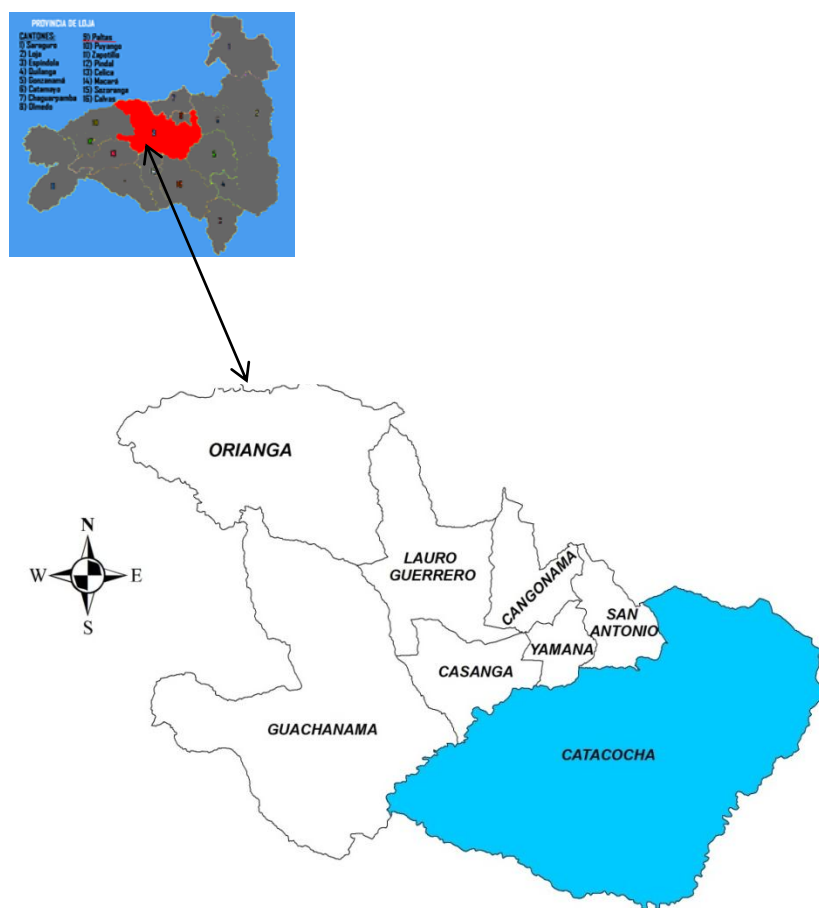 PROVINCIA DE LOJA
CANTONES:
1) Saraguro
2) Loja
3) Espindola
4) Quilanga
5) Gonzanamá
6) Catamayo
7) Chaguarpamba
8) Olmedo
9) Paltas
10) Puyango
11) Zapotillo
12) Pindal
13) Celica
14) Macará
15) Sozoranga
16) Calvas
ORIANGA
LAURO
GUERRERO
CANGONAMA
SAN
ANTONIO
YAMANA
CASANGA
GUACHANAMA
CATACOCHA
N
W
E
S